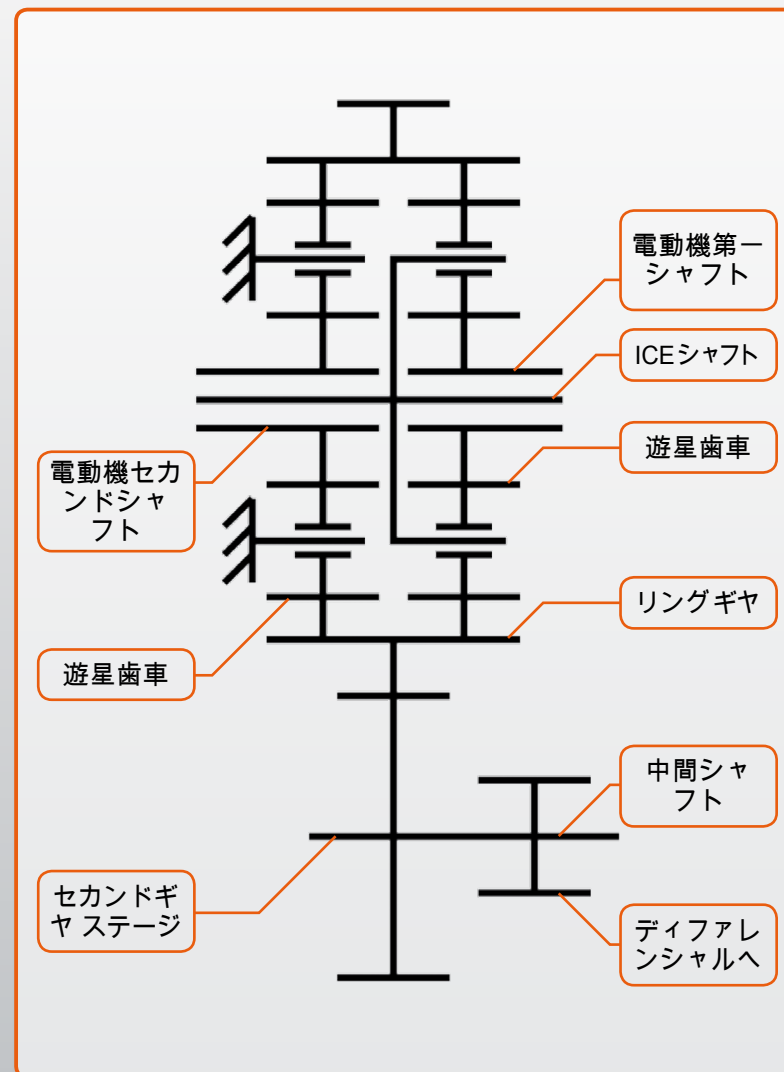 電動機第一
シャフト
ICEシャフト
遊星歯車
電動機セカ
ンドシャ
フト
リングギヤ
遊星歯車
中間シャ
フト
セカンドギ
ヤ ステージ
ディファレ
ンシャルへ